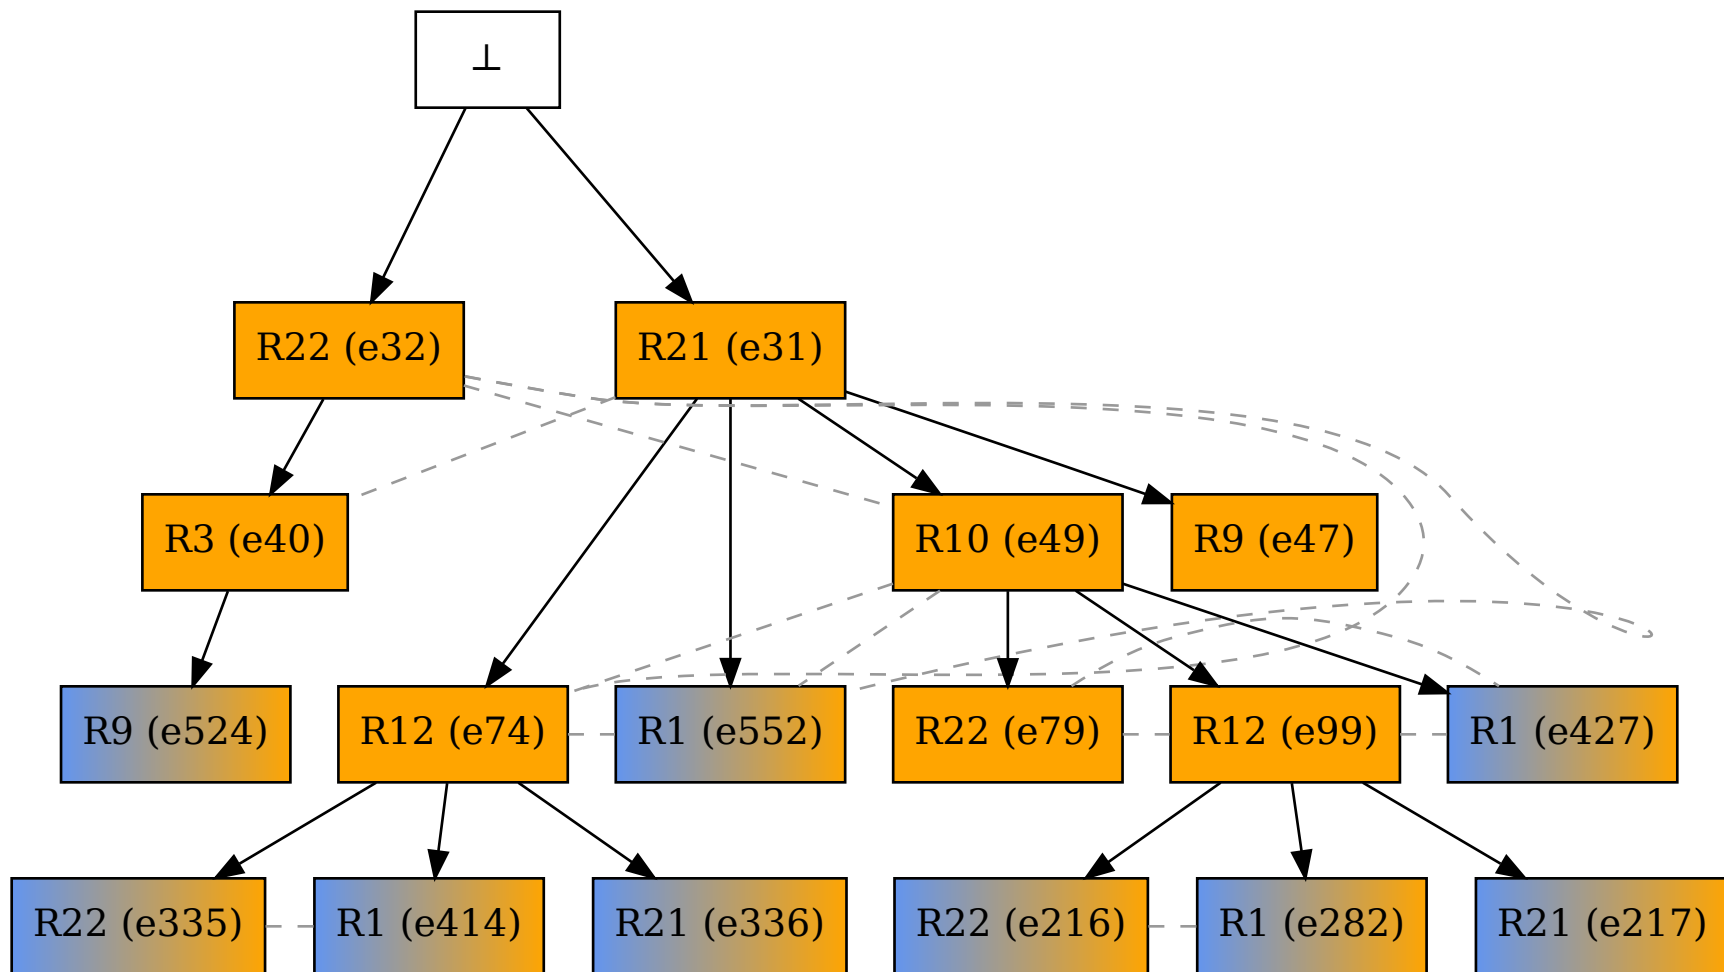 ⊥
R22 (e32)
R21 (e31)
R3 (e40)
R10 (e49)
R9 (e47)
R9 (e524)
R12 (e74)
R1 (e552)
R22 (e79)
R12 (e99)
R1 (e427)
R22 (e335)
R1 (e414)
R21 (e336)
R22 (e216)
R1 (e282)
R21 (e217)